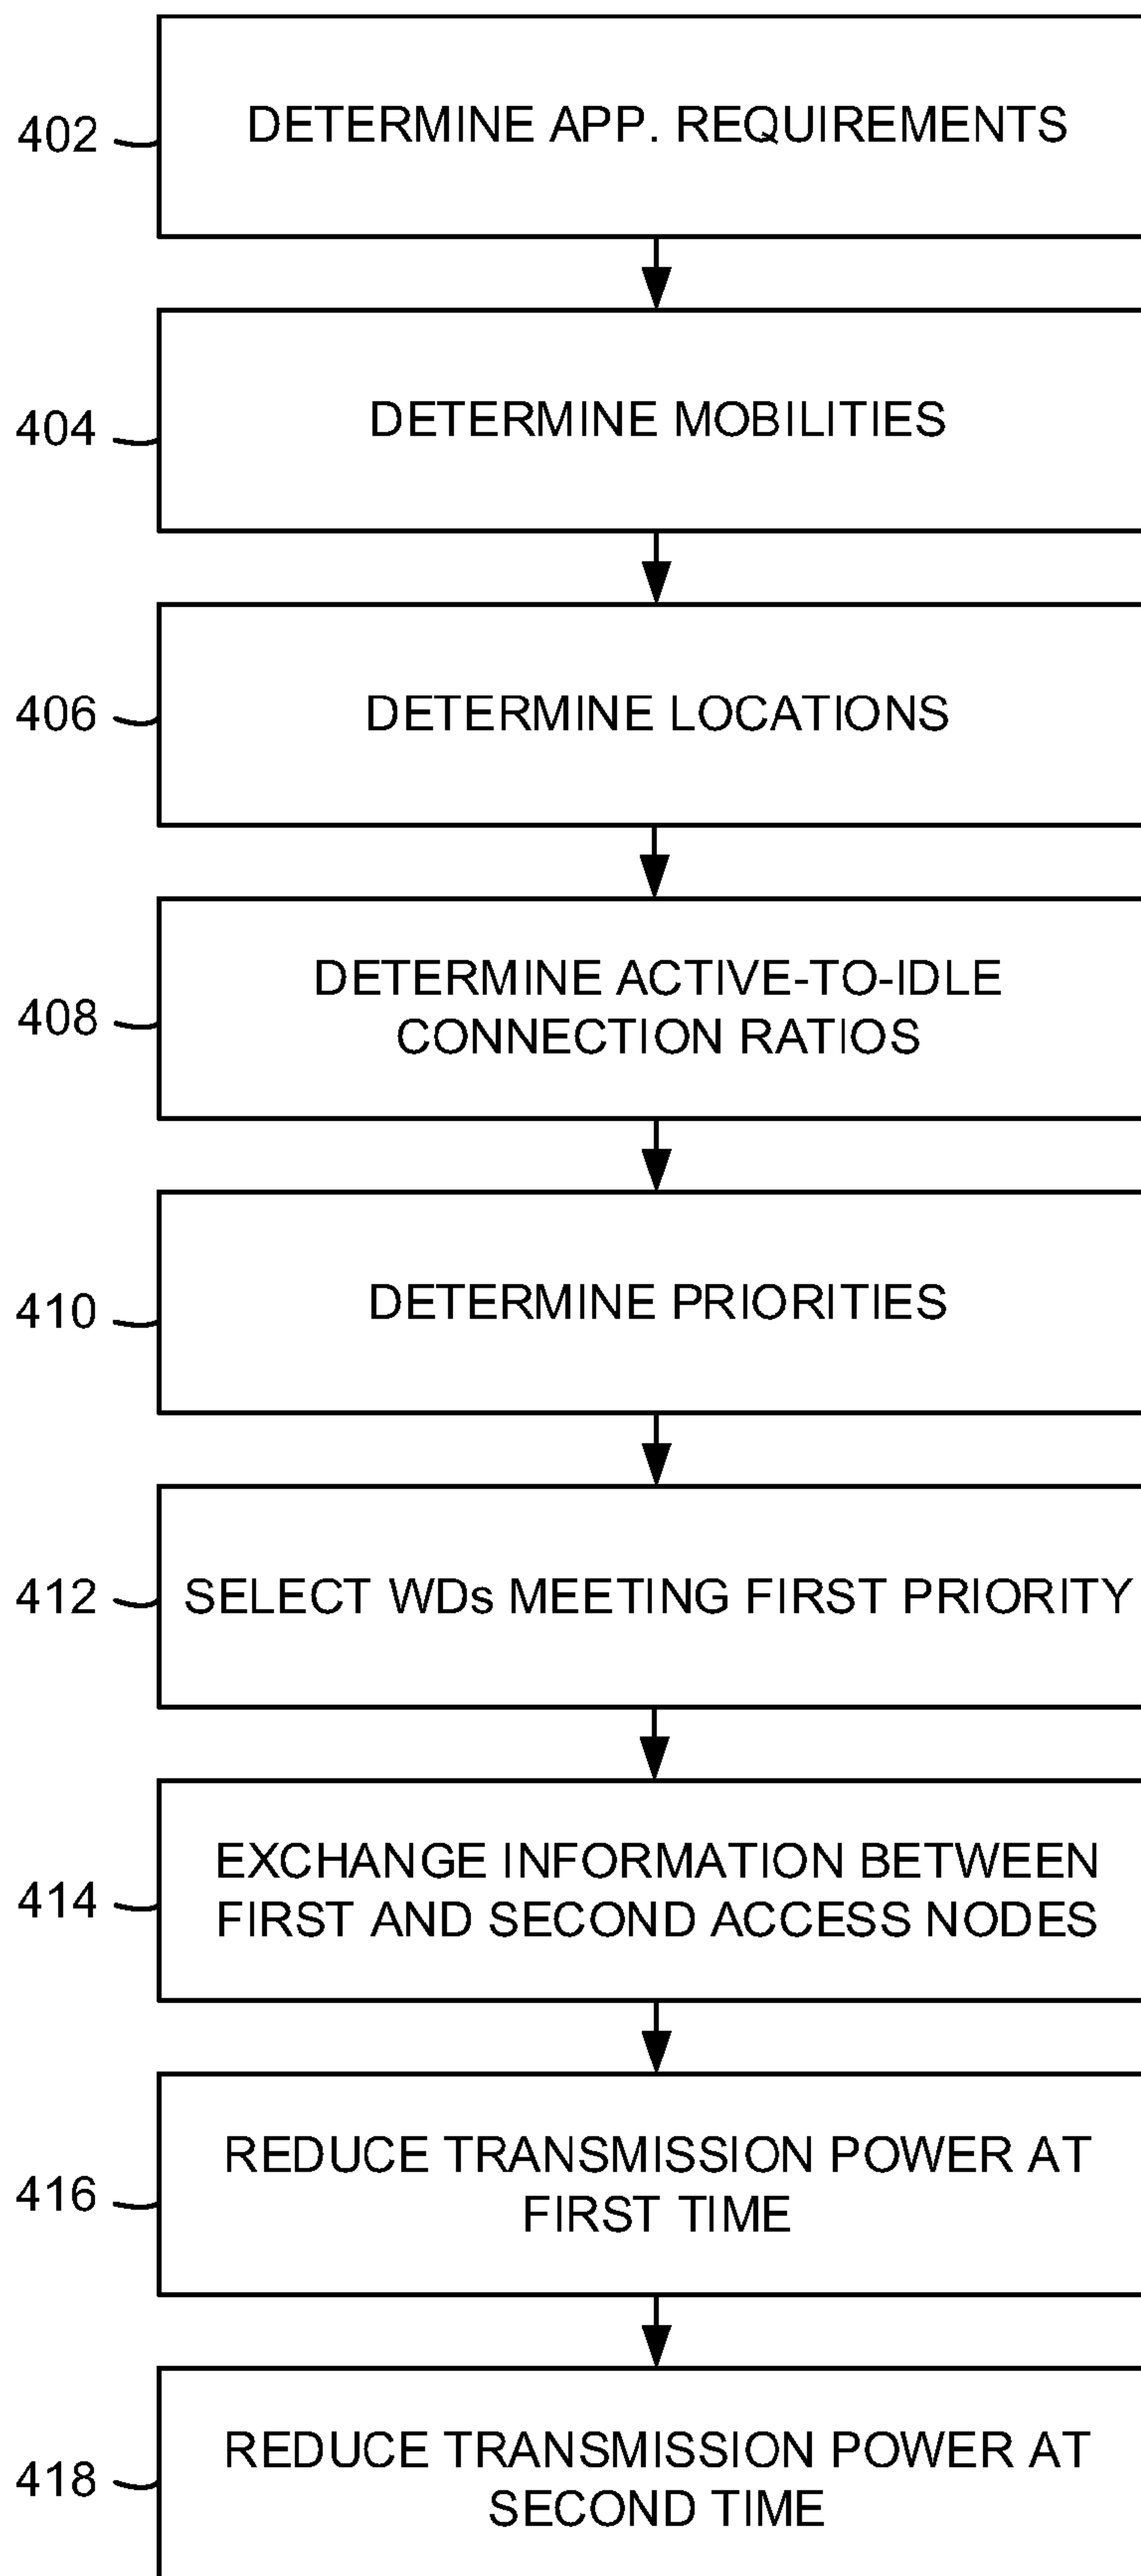 402 DETERMINE APP. REQUIREMENTS
404 DETERMINE MOBILITIES
406 DETERMINE LOCATIONS
408 DETERMINE ACTIVE-TO-IDLE
CONNECTION RATIOS
410 DETERMINE PRIORITIES
412 SELECT WDs MEETING FIRST PRIORITY
414 EXCHANGE INFORMATION BETWEEN
FIRST AND SECOND ACCESS NODES
416 REDUCE TRANSMISSION POWER AT
FIRST TIME
418 REDUCE TRANSMISSION POWER AT
SECOND TIME